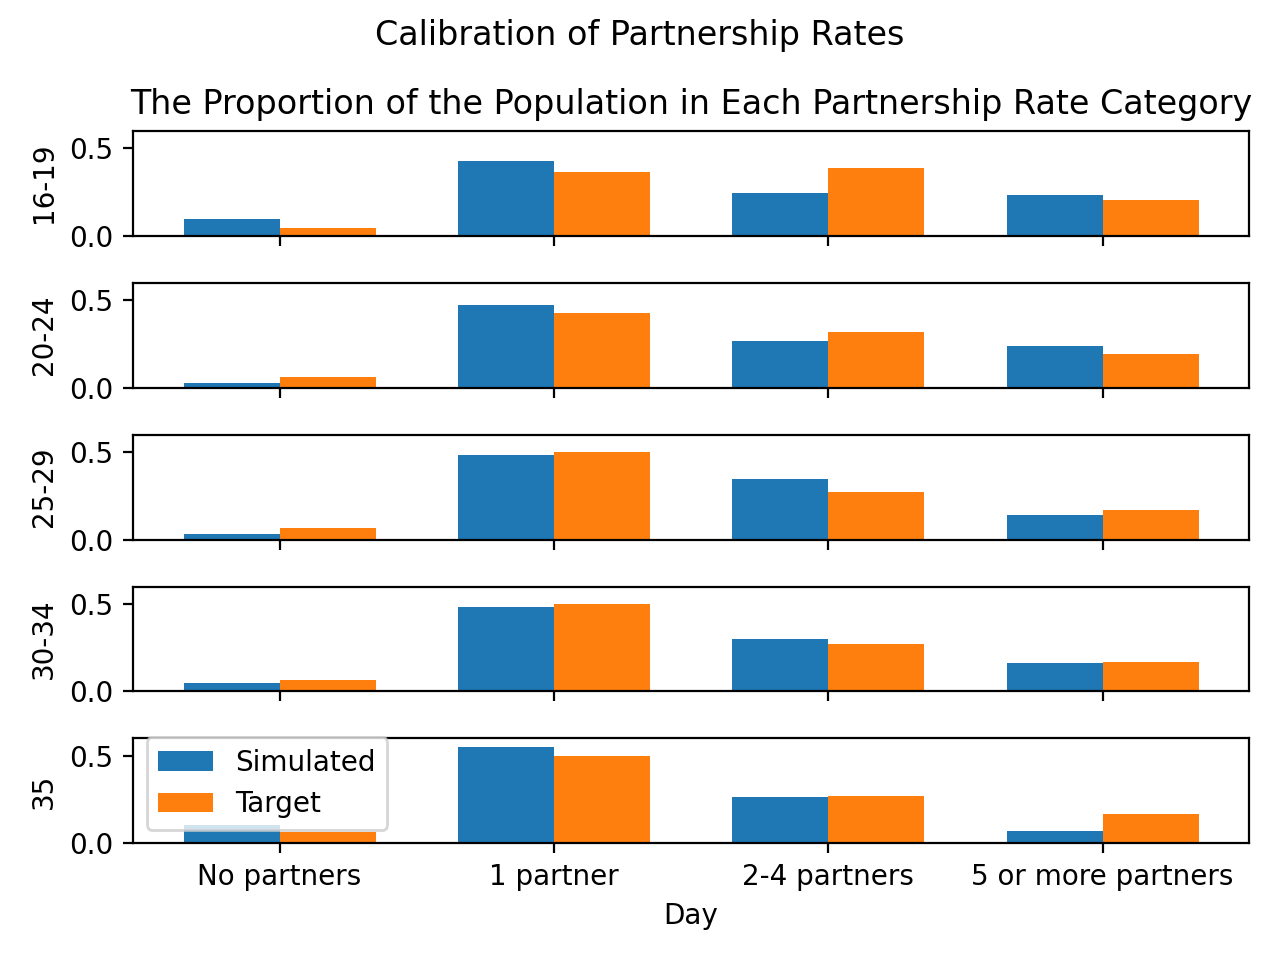 Calibration of Partnership Rates
The Proportion of the Population in Each Partnership Rate Category
0.5
0.0
16-19
0.5
0.0
20-24
0.5
0.0
25-29
0.5
0.0
30-34
0.5
0.0
35
Simulated
Target
No partners
1 partner
2-4 partners
5 or more partners
Day